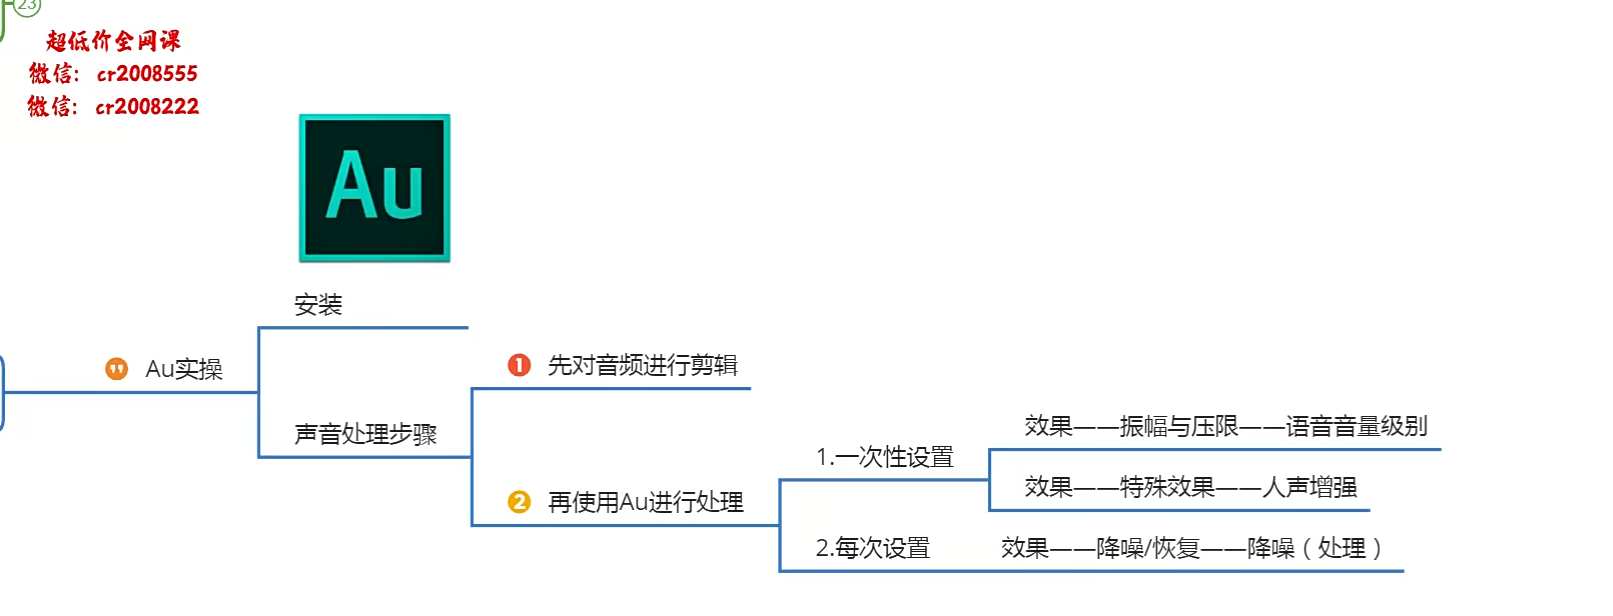 23
超低价全网课
微信：cr2008555
微信：cr2008222
Au
安装
Au实操
声音处理步骤
1 先对音频进行剪辑
2 再使用Au进行处理
1.一次性设置
效果——振幅与压限——语音音量级别
效果——特殊效果——人声增强
2.每次设置
效果——降噪/恢复——降噪（处理）